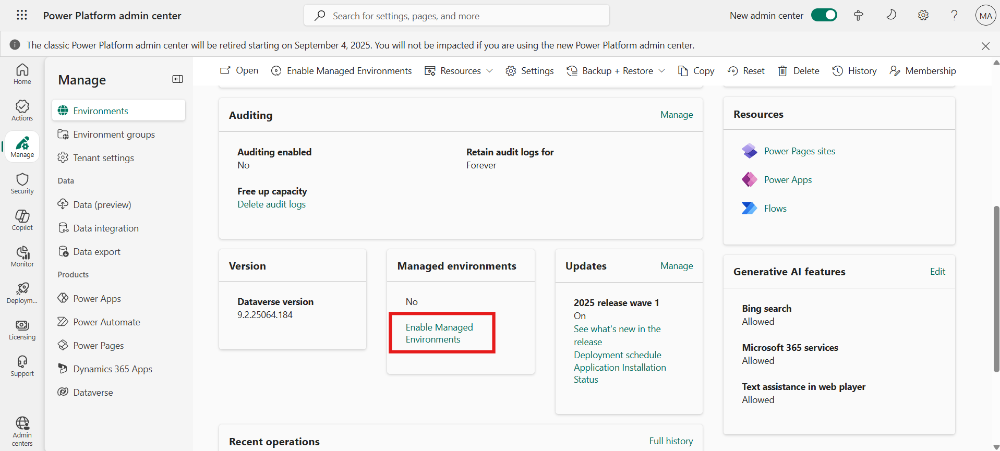 Power Platform admin center
Search for settings, pages, and more
New admin center
MA
The classic Power Platform admin center will be retired starting on September 4, 2025. You will not be impacted if you are using the new Power Platform admin center.
Home
Actions
Manage
Security
Copilot
Monitor
Deploym...
Licensing
Support
Admin
centers
Manage
Environments
Environment groups
Tenant settings
Data
Data (preview)
Data integration
Data export
Products
Power Apps
Power Automate
Power Pages
Dynamics 365 Apps
Dataverse
Open
Enable Managed Environments
Resources
Settings
Backup + Restore
Copy
Reset
Delete
History
Membership
Auditing
Manage
Auditing enabled
No
Retain audit logs for
Forever
Free up capacity
Delete audit logs
Version
Dataverse version
9.2.25064.184
Managed environments
No
Enable Managed
Environments
Updates
Manage
2025 release wave 1
On
See what's new in the
release
Deployment schedule
Application Installation
Status
Recent operations
Full history
Resources
Power Pages sites
Power Apps
Flows
Generative AI features
Edit
Bing search
Allowed
Microsoft 365 services
Allowed
Text assistance in web player
Allowed